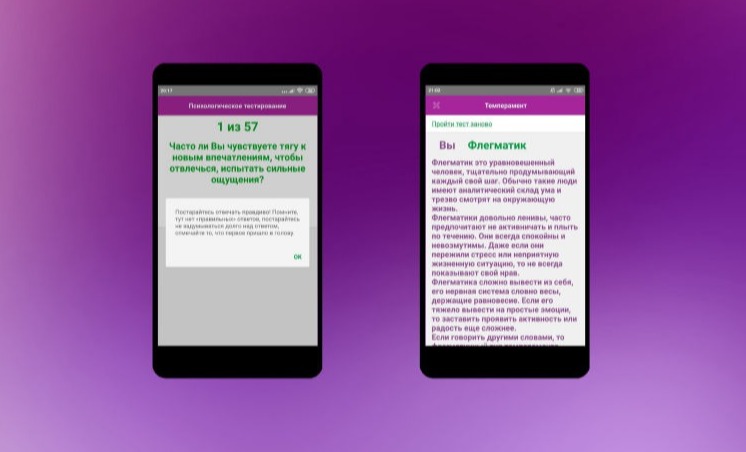 Психологическое тестирование
1 из 57
Часто ли Вы чувствуете тягу к
новым впечатлениям, чтобы
отвлечься, испытать сильные
ощущения?
Постарайтесь отвечать правдиво! Помните,
тут нет «правильных» ответов, постарайтесь
не задумываться долго над ответом,
отмечайте то, что первое пришло в голову.
ОК
Темперамент
Пройти тест заново
Вы Флегматик
Флегматик это уравновешенный
человек, тщательно продумывающий
каждый свой шаг. Обычно такие люди
имеют аналитический склад ума и
трезво смотрят на окружающую
жизнь.
Флегматики довольно ленивы, часто
предпочитают не активничать и плыть
по течению. Они всегда спокойны и
невозмутимы. Даже если они
пережили стресс или неприятную
жизненную ситуацию, то не всегда
показывают свой нрав.
Флегматика сложно вывести из себя,
его нервная система словно весы,
держащие равновесие. Если его
тяжело вывести на простые эмоции,
то заставить проявить активность или
радость еще сложнее.
Если говорить другими словами, то